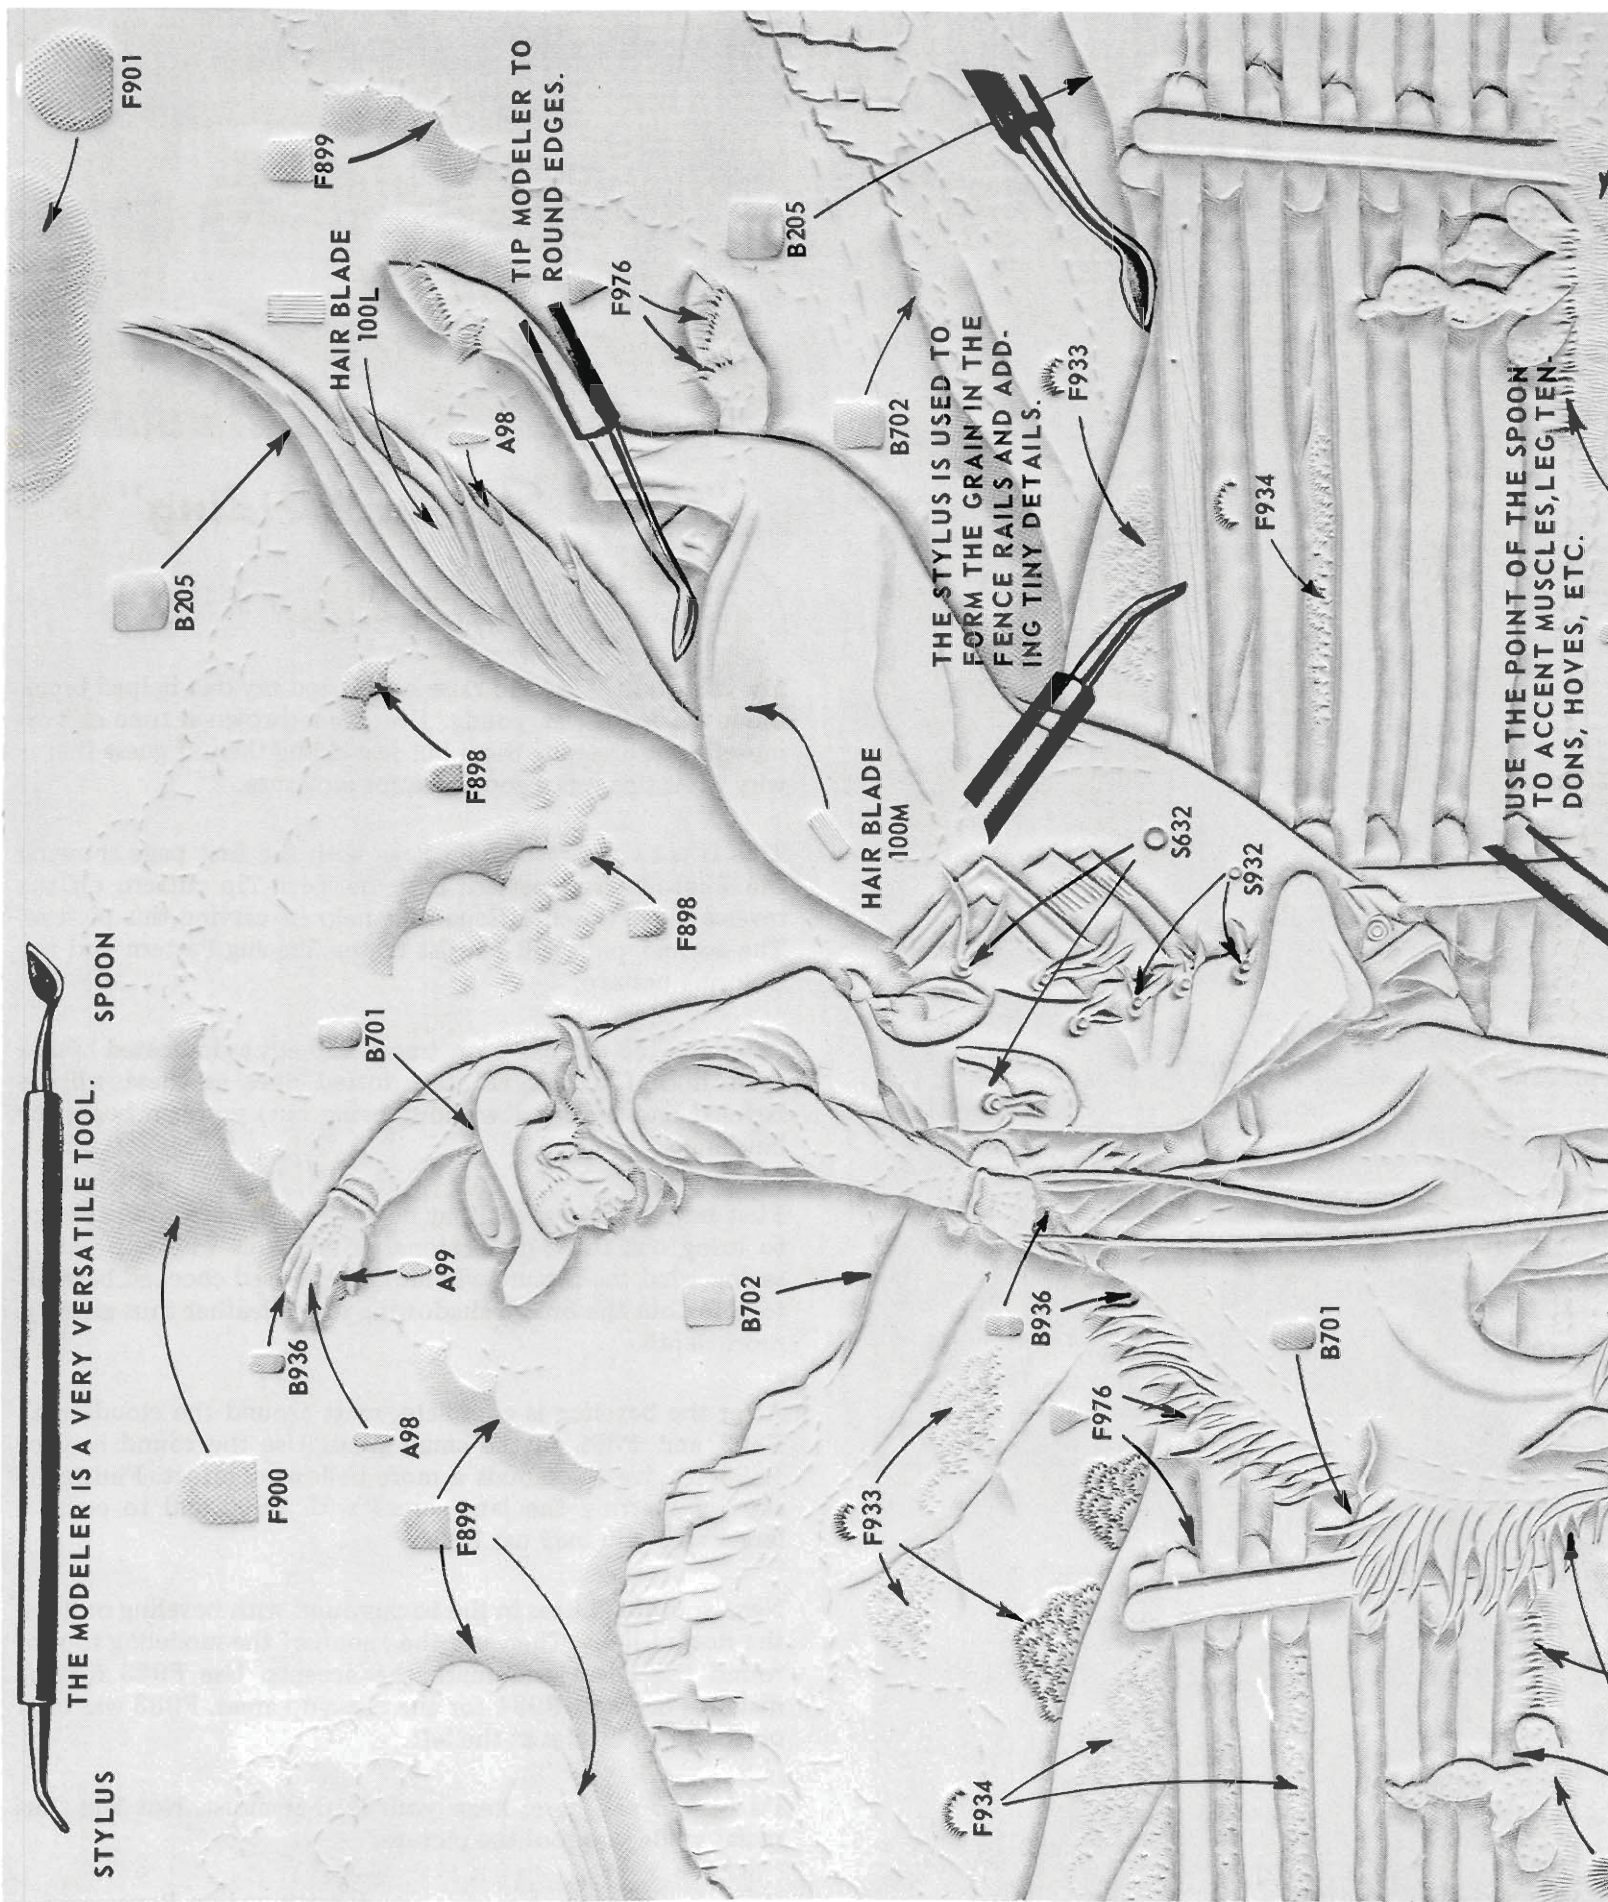 STYLUS
THE MODELER IS A VERY VERSATILE TOOL.
SPOON
F901
B205
F900
B936
F899
HAIR BLADE
100L
B701
A98
A99
F899
F898
A98
TIP MODELER TO
ROUND EDGES.
F976
F898
B702
B205
F933
HAIR BLADE
100M
B702
THE STYLUS IS USED TO
FORM THE GRAIN IN THE
FENCE RAILS AND ADD-
ING TINY DETAILS.
F934
B936
F933
F976
S632
S932
F934
B701
USE THE POINT OF THE SPOON
TO ACCENT MUSCLES, LEG TEN-
DONS, HOVES, ETC.